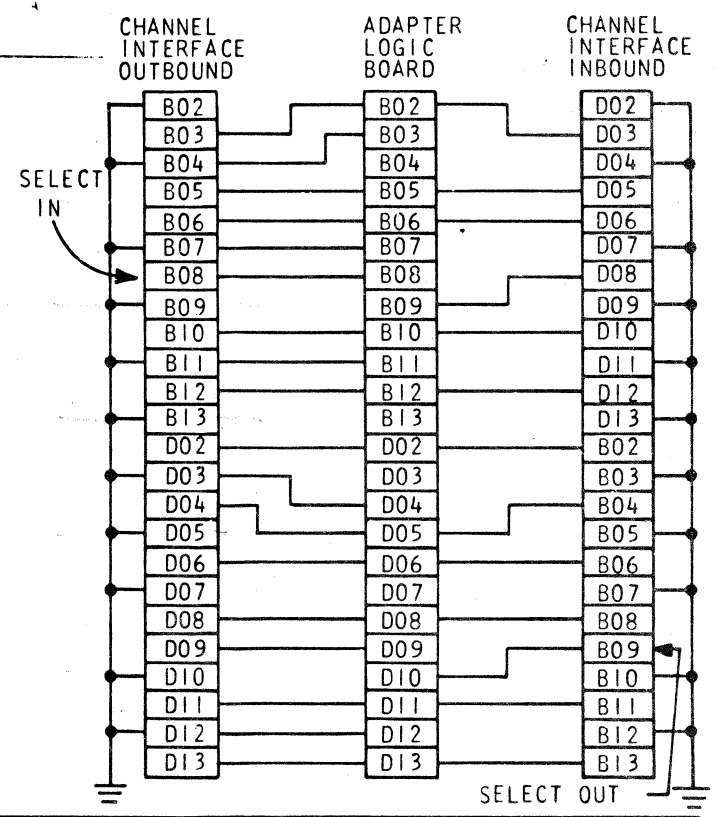 CHANNEL INTERFACE OUTBOUND
ADAPTER LOGIC BOARD
CHANNEL INTERFACE INBOUND
B02 B02 D02
B03 B03 D03
B04 B04 D04
SELECT IN
B05 B05 D05
B06 B06 D06
B07 B07 D07
B08 B08 D08
B09 B09 D09
B10 B10 D10
B11 B11 D11
B12 B12 D12
B13 B13 D13
D02 D02 B02
D03 D03 B03
D04 D04 B04
D05 D05 B05
D06 D06 B06
D07 D07 B07
D08 D08 B08
D09 D09 B09
D10 D10 B10
D11 D11 B11
D12 D12 B12
D13 D13 B13
SELECT OUT